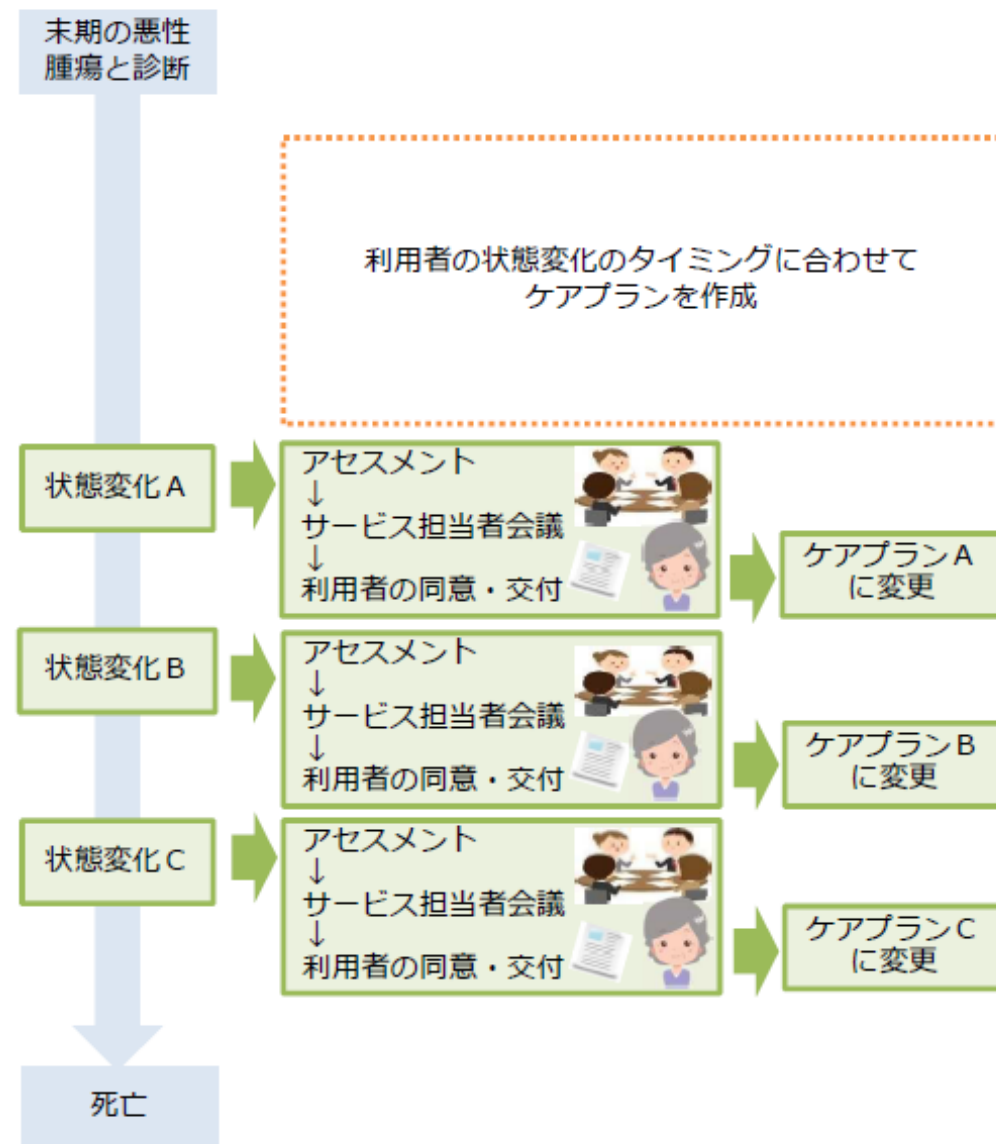 末期の悪性
腫瘍と診断
利用者の状態変化のタイミングに合わせて
ケアプランを作成
状態変化A
アセスメント
↓
サービス担当者会議
↓
利用者の同意・交付
ケアプランA
に変更
状態変化B
アセスメント
↓
サービス担当者会議
↓
利用者の同意・交付
ケアプランB
に変更
状態変化C
アセスメント
↓
サービス担当者会議
↓
利用者の同意・交付
ケアプランC
に変更
死亡